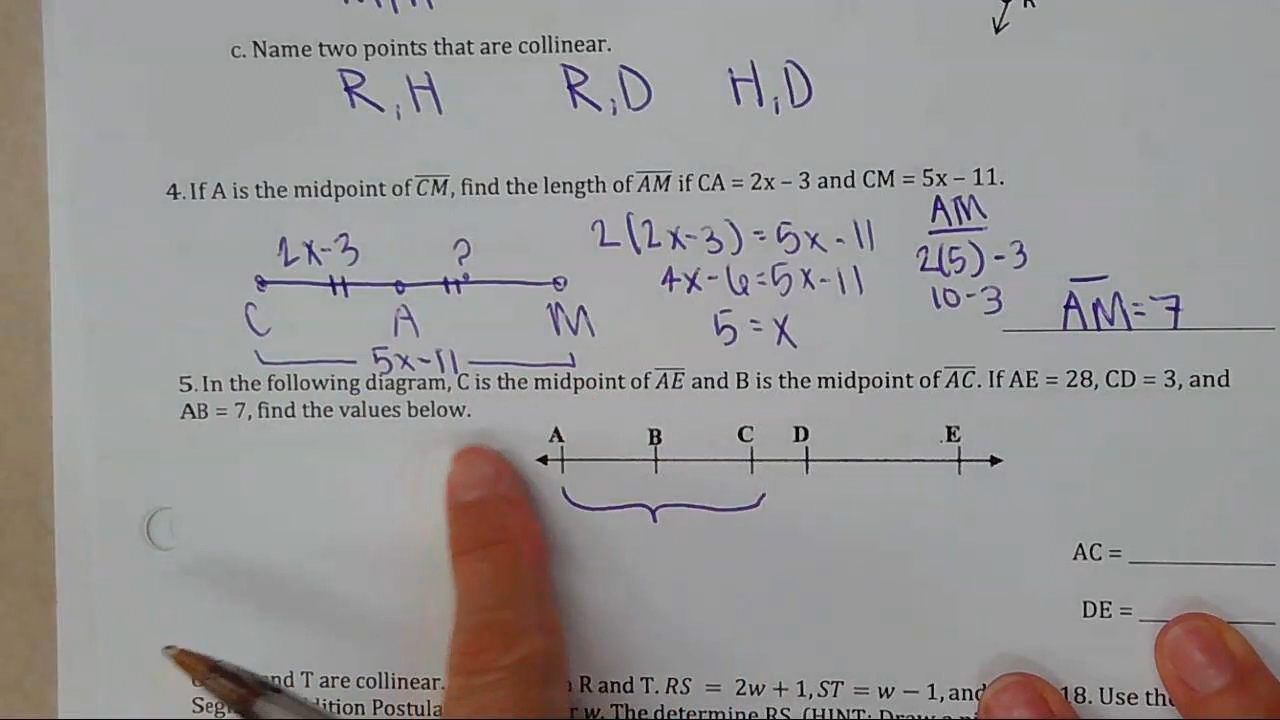 c. Name two points that are collinear.
R, H R, D H, D
4. If A is the midpoint of CM, find the length of AM if CA = 2x – 3 and CM = 5x – 11.
2x-3 ?
C A M
5x-11
2(2x-3)=5x-11
4x-6=5x-11
5=x
AM
2(5)-3
10-3
AM=7
5. In the following diagram, C is the midpoint of AE and B is the midpoint of AC. If AE = 28, CD = 3, and
AB = 7, find the values below.
A B C D E
AC =
DE =
and T are collinear. R and T. RS = 2w + 1, ST = w – 1, and 18. Use the
w. The determine RS. (HINT: